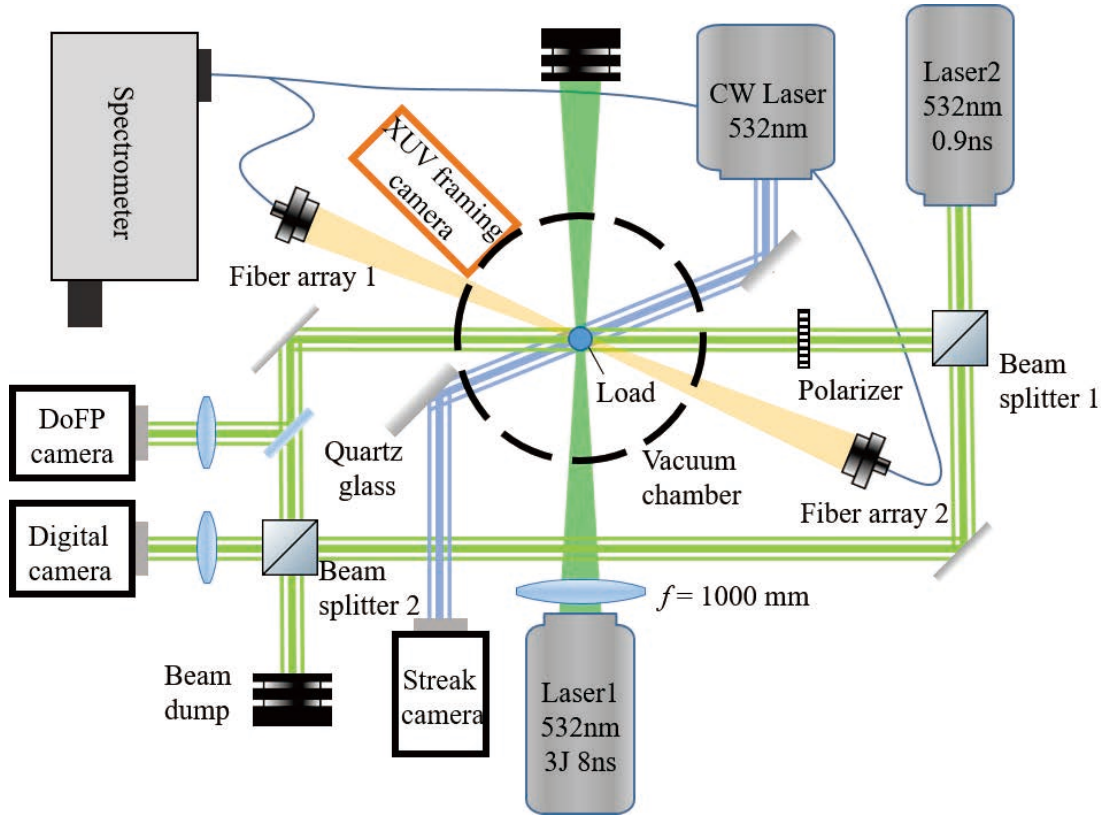 Spectrometer
XUV framing
camera
CW Laser
532nm
Laser2
532nm
0.9ns
Fiber array 1
Load
Polarizer
Beam
splitter 1
DoFP
camera
Quartz
glass
Vacuum
chamber
Fiber array 2
Digital
camera
Beam
splitter 2
f = 1000 mm
Beam
dump
Streak
camera
Laser1
532nm
3J 8ns